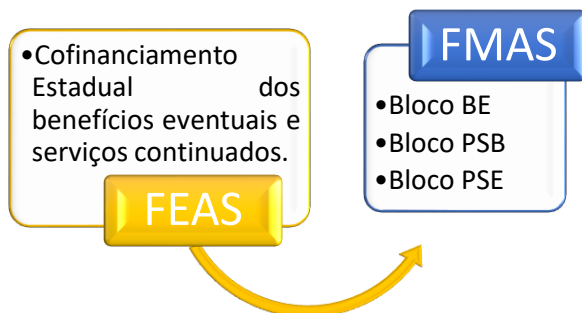 •Cofinanciamento
Estadual dos
benefícios eventuais e
serviços continuados.
FEAS
FMAS
•Bloco BE
•Bloco PSB
•Bloco PSE